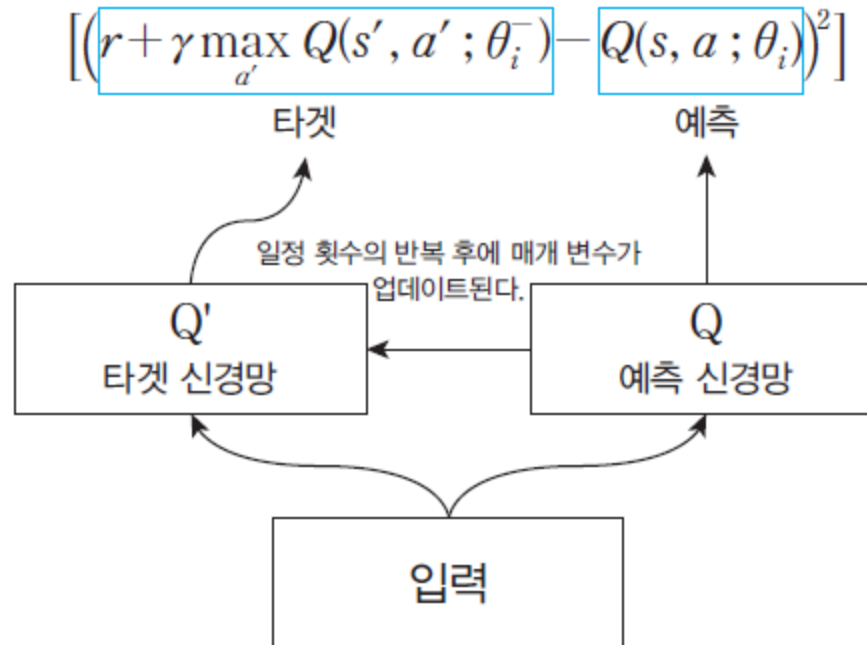 [(r + γ max Q(s′, a′ ; θᵢ⁻) − Q(s, a ; θᵢ))²]
a′
타겟 예측
일정 횟수의 반복 후에 매개 변수가
업데이트된다.
Q' Q
타겟 신경망 예측 신경망
입력